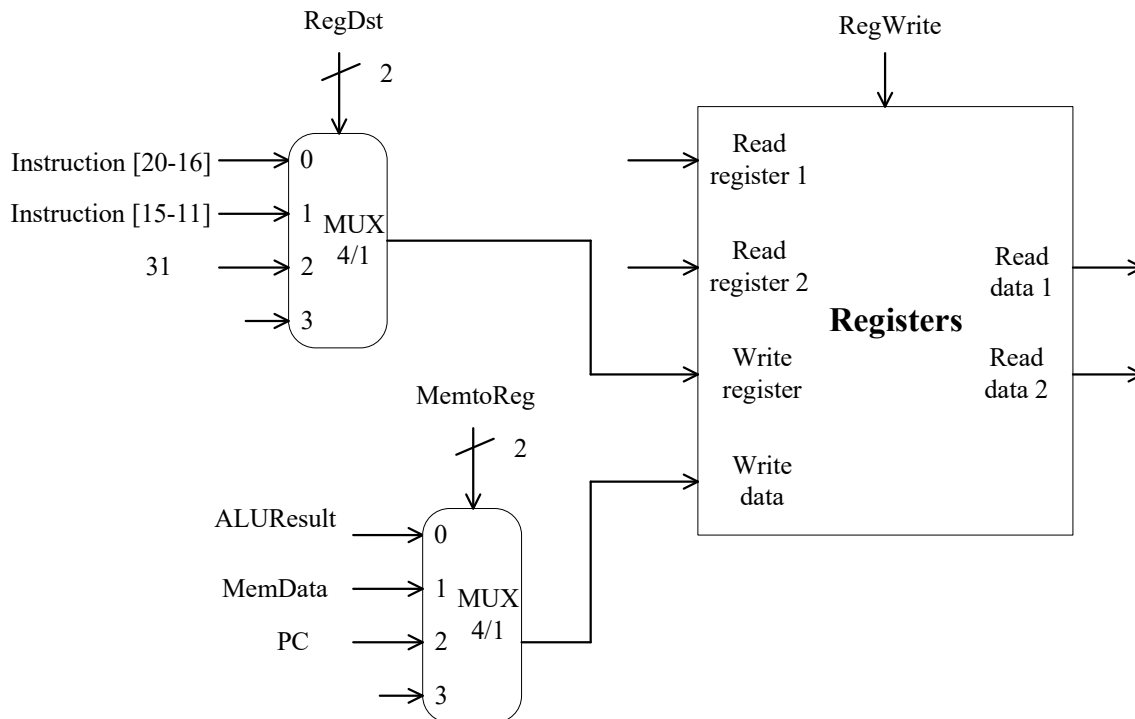 RegDst
2
RegWrite
Instruction [20-16]
0
Instruction [15-11]
1
31
2
3
MUX
4/1
Read
register 1
Read
register 2
Write
register
Write
data
Registers
Read
data 1
Read
data 2
MemtoReg
2
ALUResult
0
MemData
1
PC
2
3
MUX
4/1